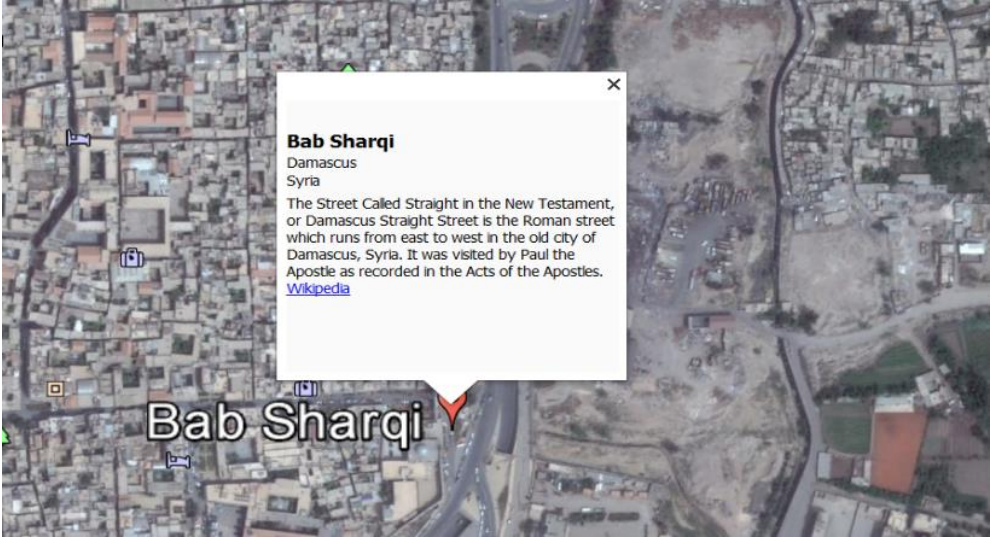 Bab Sharqi
Damascus
Syria
The Street Called Straight in the New Testament,
or Damascus Straight Street is the Roman street
which runs from east to west in the old city of
Damascus, Syria. It was visited by Paul the
Apostle as recorded in the Acts of the Apostles.
Wikipedia
Bab Sharqi